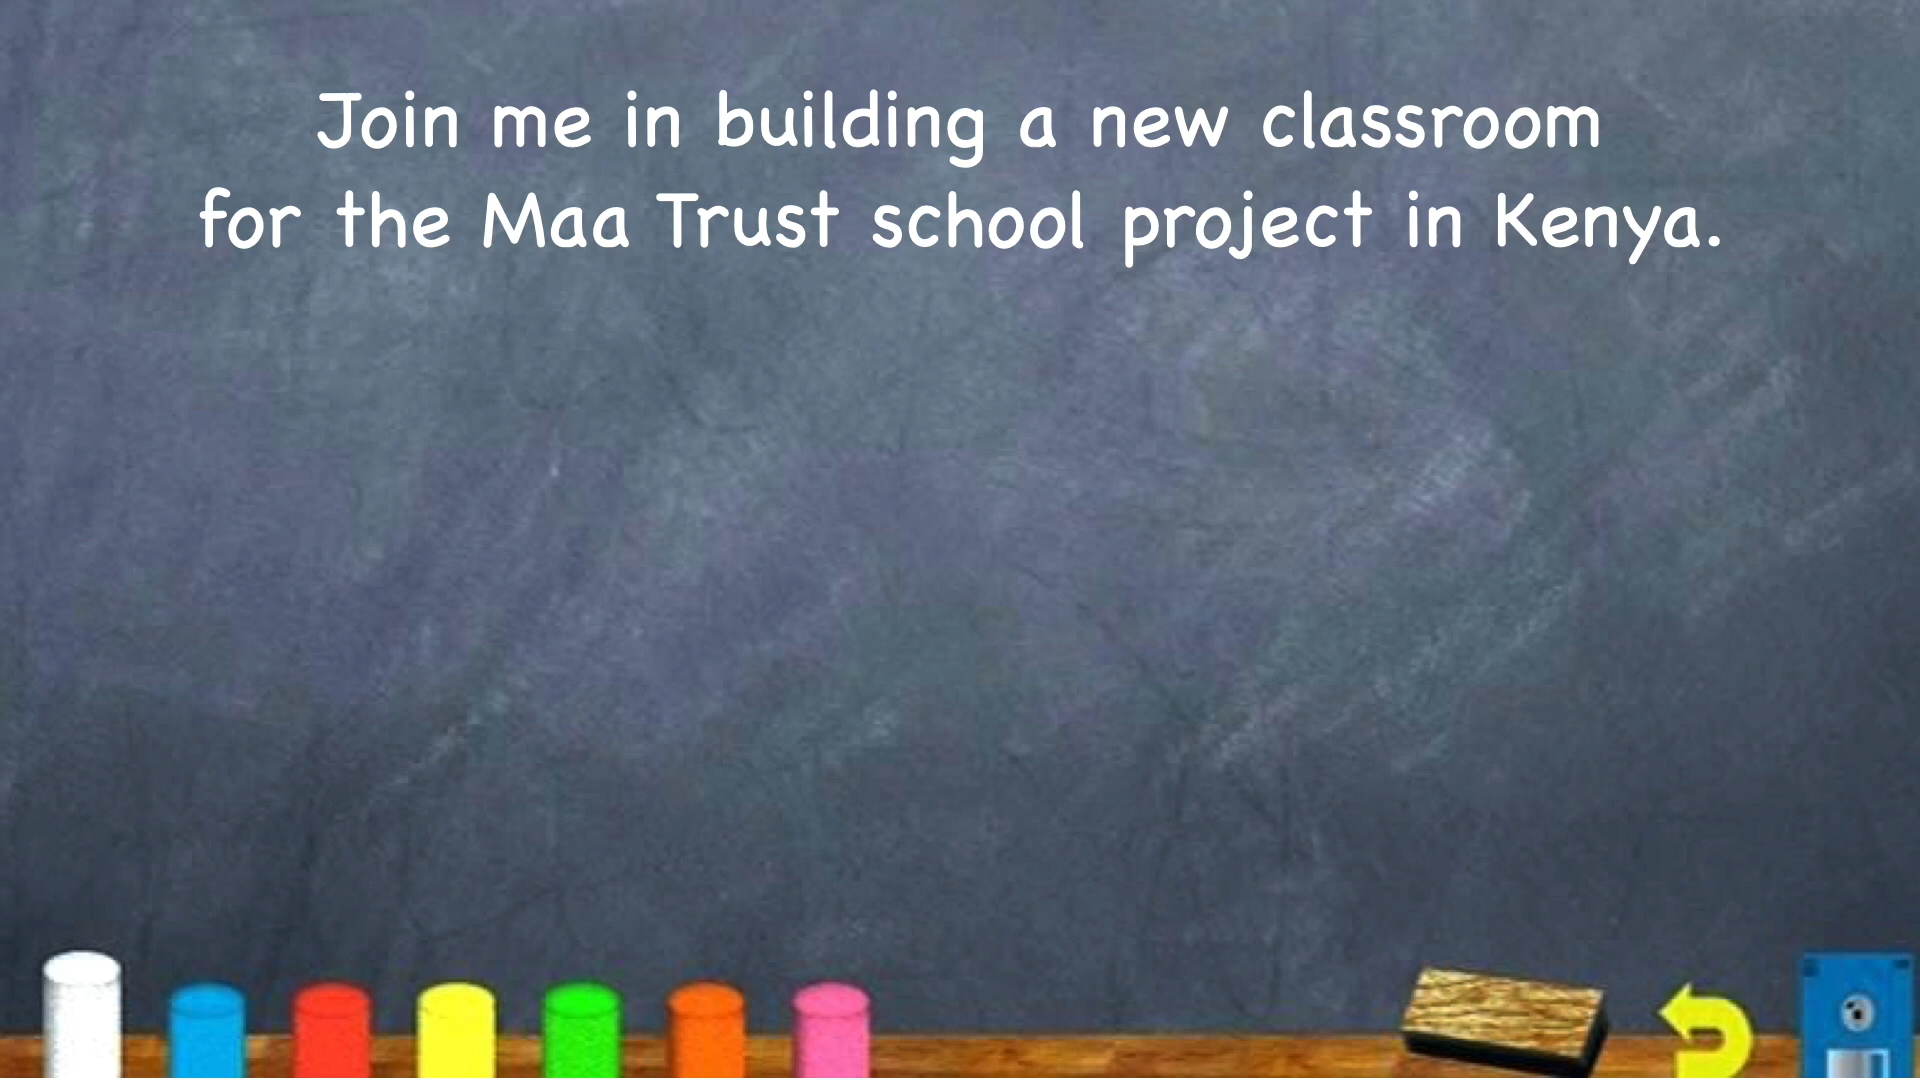 Join me in building a new classroom
for the Maa Trust school project in Kenya.